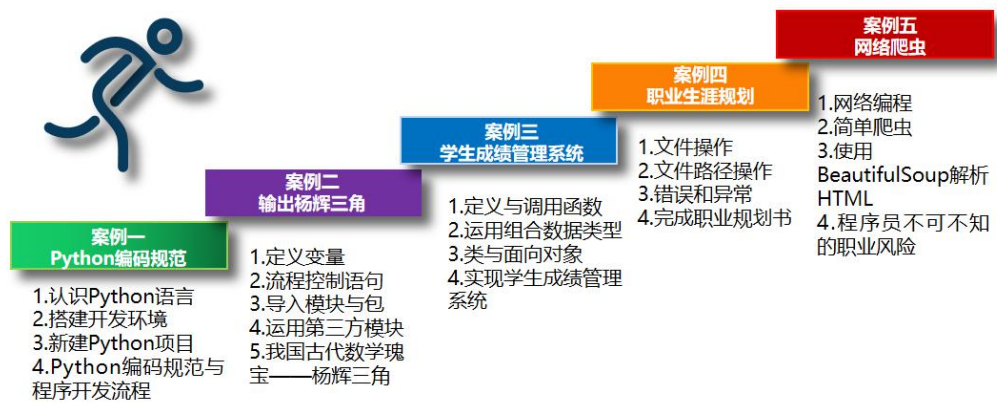 案例一
Python编码规范
1.认识Python语言
2.搭建开发环境
3.新建Python项目
4.Python编码规范与
程序开发流程
案例二
输出杨辉三角
1.定义变量
2.流程控制语句
3.导入模块与包
4.运用第三方模块
5.我国古代数学瑰
宝——杨辉三角
案例三
学生成绩管理系统
1.定义与调用函数
2.运用组合数据类型
3.类与面向对象
4.实现学生成绩管理
系统
案例四
职业生涯规划
1.文件操作
2.文件路径操作
3.错误和异常
4.完成职业规划书
案例五
网络爬虫
1.网络编程
2.简单爬虫
3.使用
BeautifulSoup解析
HTML
4.程序员不可不知
的职业风险